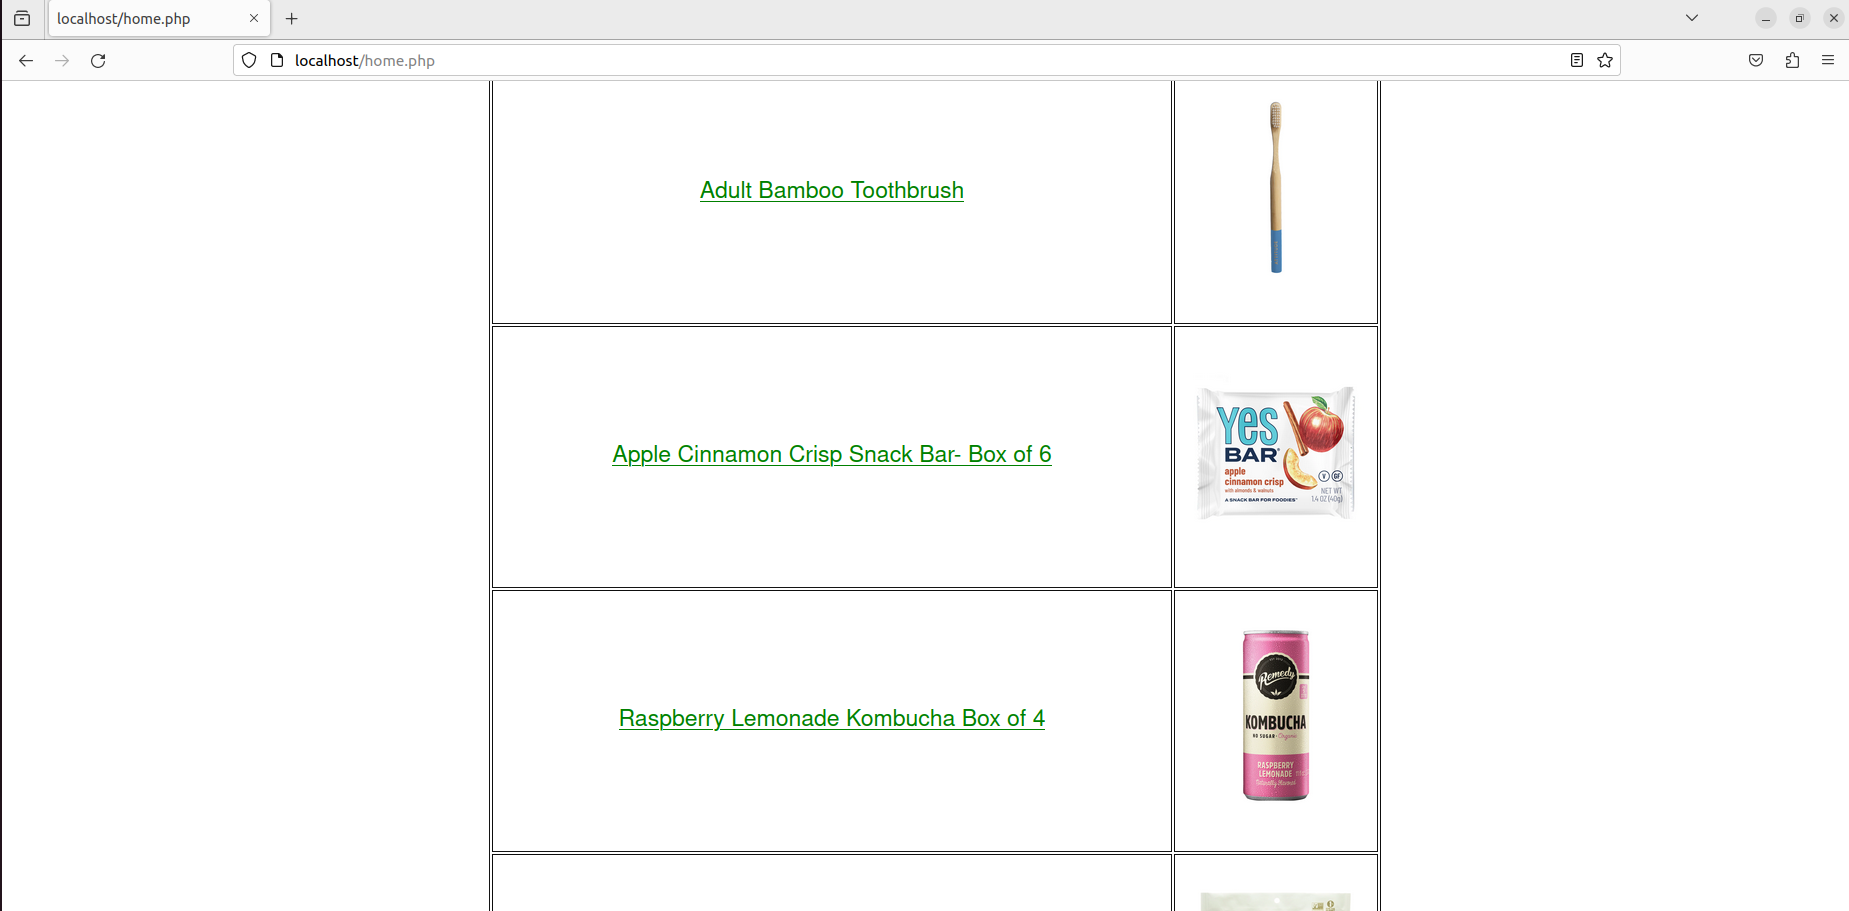 localhost/home.php
localhost/home.php
Adult Bamboo Toothbrush
Apple Cinnamon Crisp Snack Bar- Box of 6
Yes
BAR
apple
cinnamon crisp
with almonds & walnuts
A SNACK BAR FOR FOODIES
V GF
NET WT
1.4 OZ (40g)
Raspberry Lemonade Kombucha Box of 4
Remedy
KOMBUCHA
NO SUGAR · Organic
RASPBERRY
LEMONADE
Naturally flavored